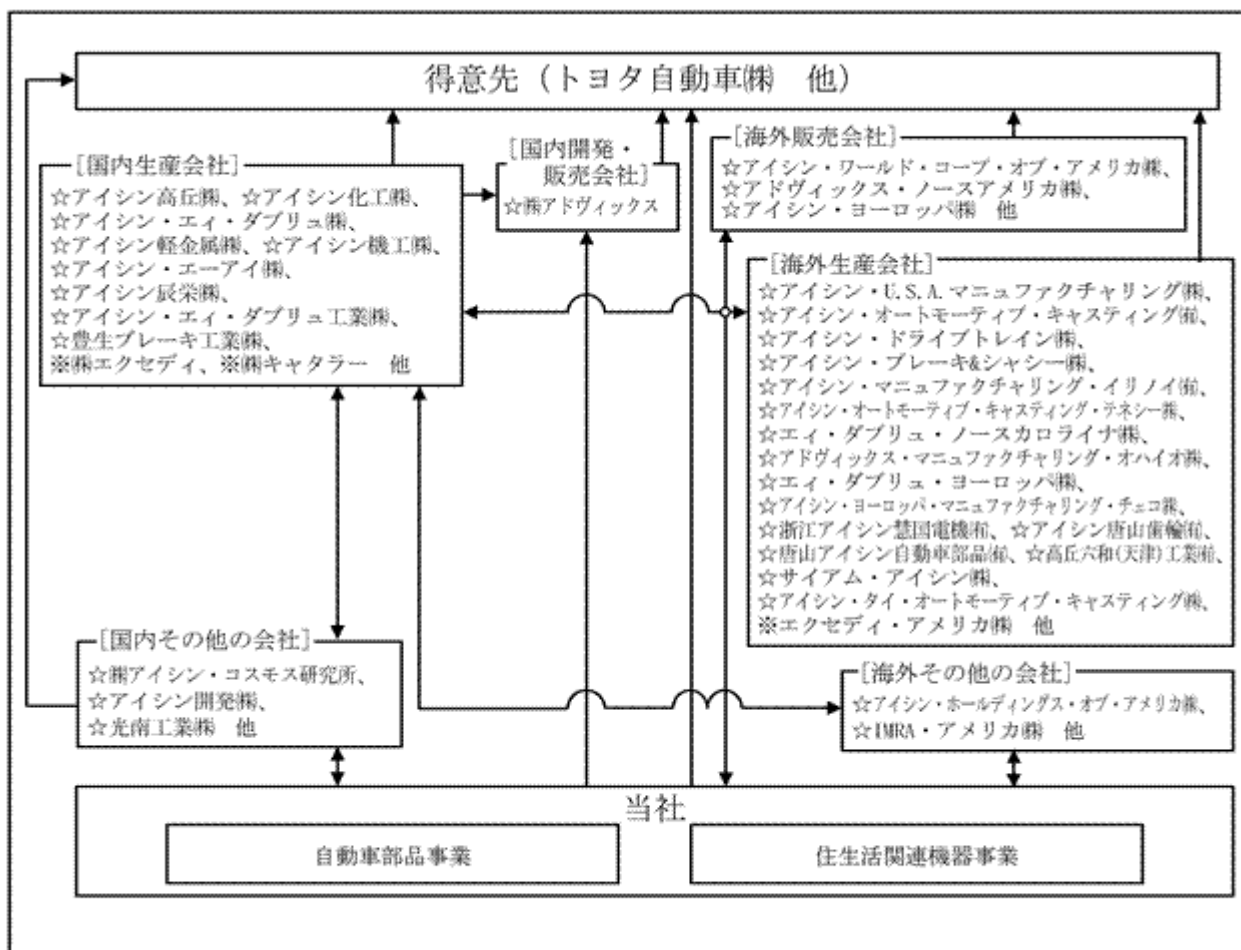 得意先（トヨタ自動車㈱　他）
[国内生産会社]
☆アイシン高丘㈱、☆アイシン化工㈱、
☆アイシン・エィ・ダブリュ㈱、
☆アイシン軽金属㈱、☆アイシン機工㈱、
☆アイシン・エーアイ㈱、
☆アイシン辰栄㈱、
☆アイシン・エィ・ダブリュ工業㈱、
☆豊生ブレーキ工業㈱、
※㈱エクセディ、※㈱キャタラー　他
[国内開発・
販売会社]
☆㈱アドヴィックス
[海外販売会社]
☆アイシン・ワールド・コープ・オブ・アメリカ㈱、
☆アドヴィックス・ノースアメリカ㈱、
☆アイシン・ヨーロッパ㈱　他
[海外生産会社]
☆アイシン・U.S.A.マニュファクチャリング㈱、
☆アイシン・オートモーティブ・キャスティング㈲、
☆アイシン・ドライブトレイン㈱、
☆アイシン・ブレーキ&シャシー㈱、
☆アイシン・マニュファクチャリング・イリノイ㈲、
☆アイシン・オートモーティブ・キャスティング・テネシー㈱、
☆エィ・ダブリュ・ノースカロライナ㈱、
☆アドヴィックス・マニュファクチャリング・オハイオ㈱、
☆エィ・ダブリュ・ヨーロッパ㈱、
☆アイシン・ヨーロッパ・マニュファクチャリング・チェコ㈱、
☆浙江アイシン慧国電機㈲、☆アイシン唐山歯輪㈲、
☆唐山アイシン自動車部品㈲、☆高丘六和(天津)工業㈲、
☆サイアム・アイシン㈱、
☆アイシン・タイ・オートモーティブ・キャスティング㈱、
※エクセディ・アメリカ㈱　他
[国内その他の会社]
☆㈱アイシン・コスモス研究所、
☆アイシン開発㈱、
☆光南工業㈱　他
[海外その他の会社]
☆アイシン・ホールディングス・オブ・アメリカ㈱、
☆IMRA・アメリカ㈱　他
当社
自動車部品事業
住生活関連機器事業